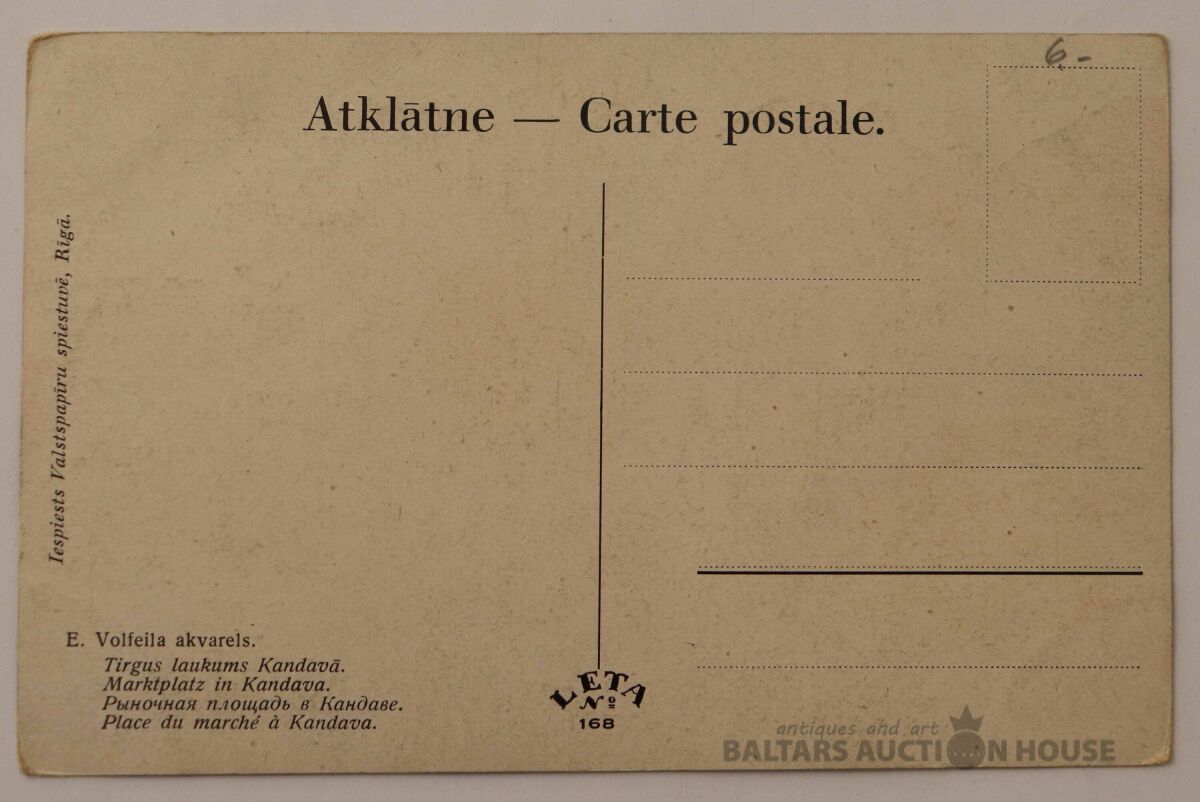 6.-
Atklātne — Carte postale.
Iespiests Valstspapīru spiestuvē, Rīgā.
E. Volfeila akvarels.
Tirgus laukums Kandavā.
Marktplatz in Kandava.
Рыночная площадь в Кандаве.
Place du marché à Kandava.
LETA
№
168
antiques and art
BALTARS AUCTION HOUSE